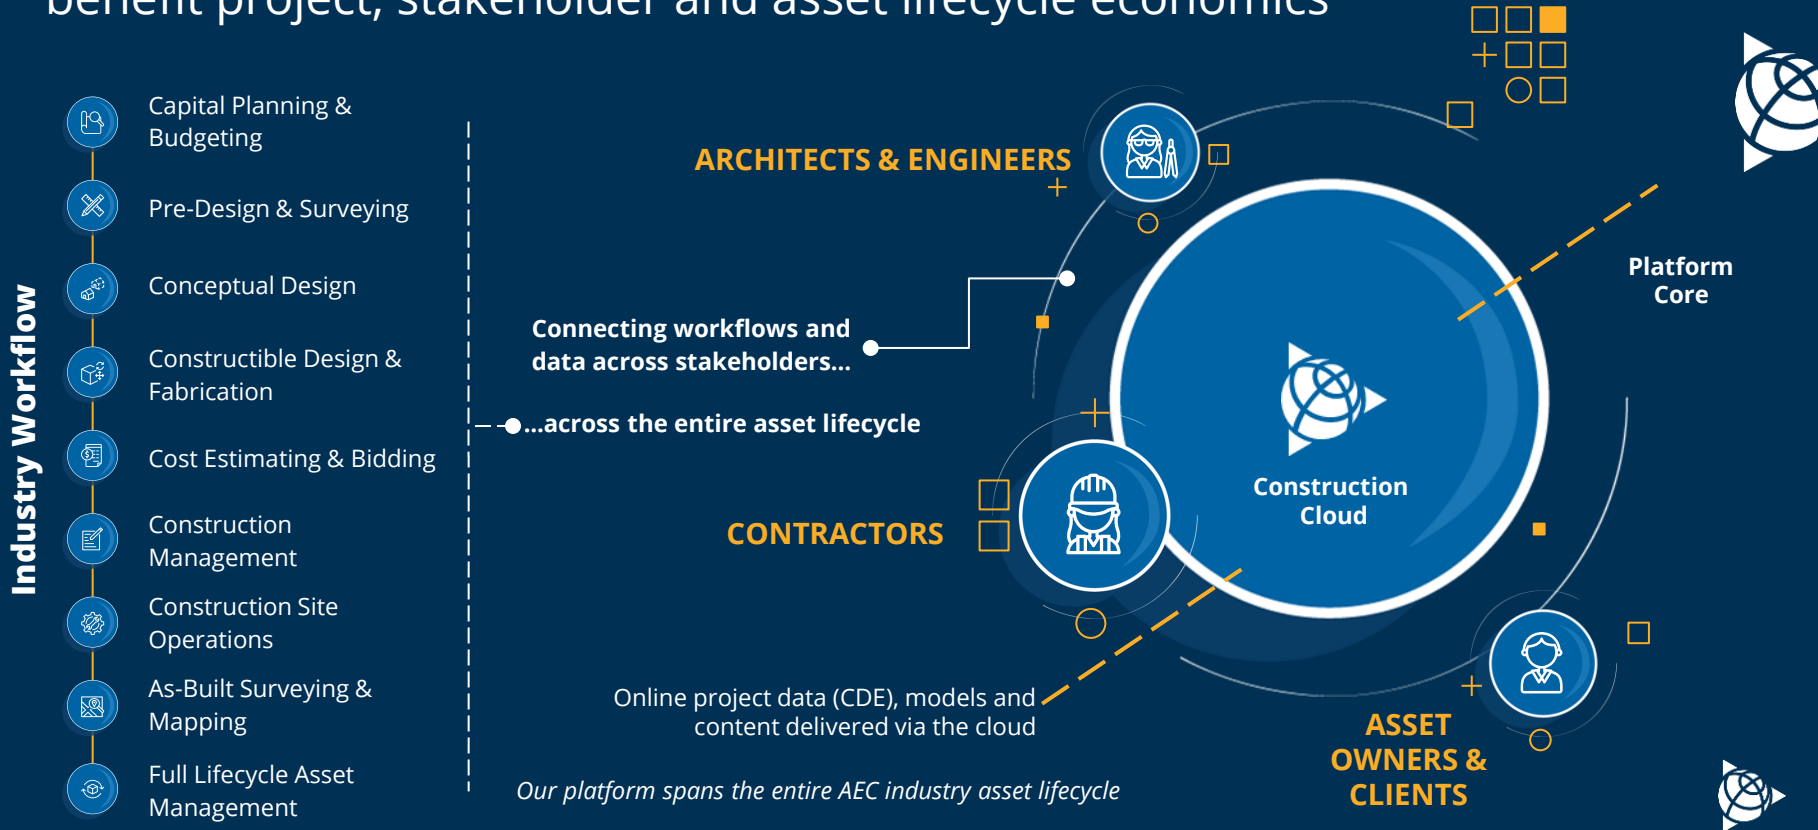 benefit project, stakeholder and asset lifecycle economics
Industry Workflow
Capital Planning &
Budgeting
Pre-Design & Surveying
Conceptual Design
Constructible Design &
Fabrication
Cost Estimating & Bidding
Construction
Management
Construction Site
Operations
As-Built Surveying &
Mapping
Full Lifecycle Asset
Management
ARCHITECTS & ENGINEERS
Connecting workflows and
data across stakeholders...
...across the entire asset lifecycle
CONTRACTORS
Online project data (CDE), models and
content delivered via the cloud
Our platform spans the entire AEC industry asset lifecycle
Platform
Core
Construction
Cloud
ASSET
OWNERS &
CLIENTS